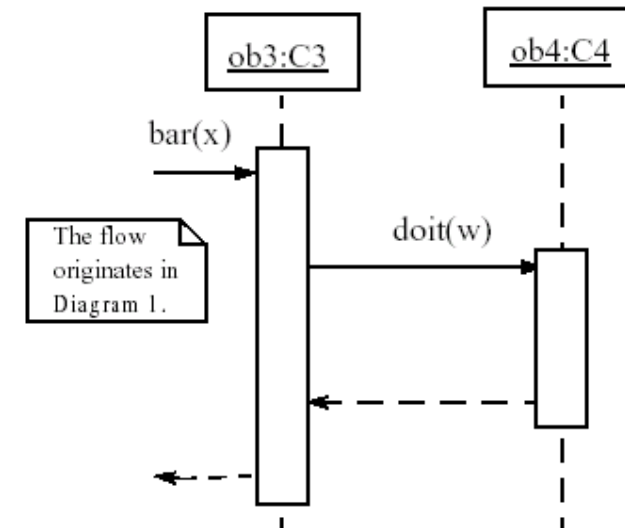 ob3:C3
ob4:C4
bar(x)
doit(w)
The flow
originates in
Diagram 1.